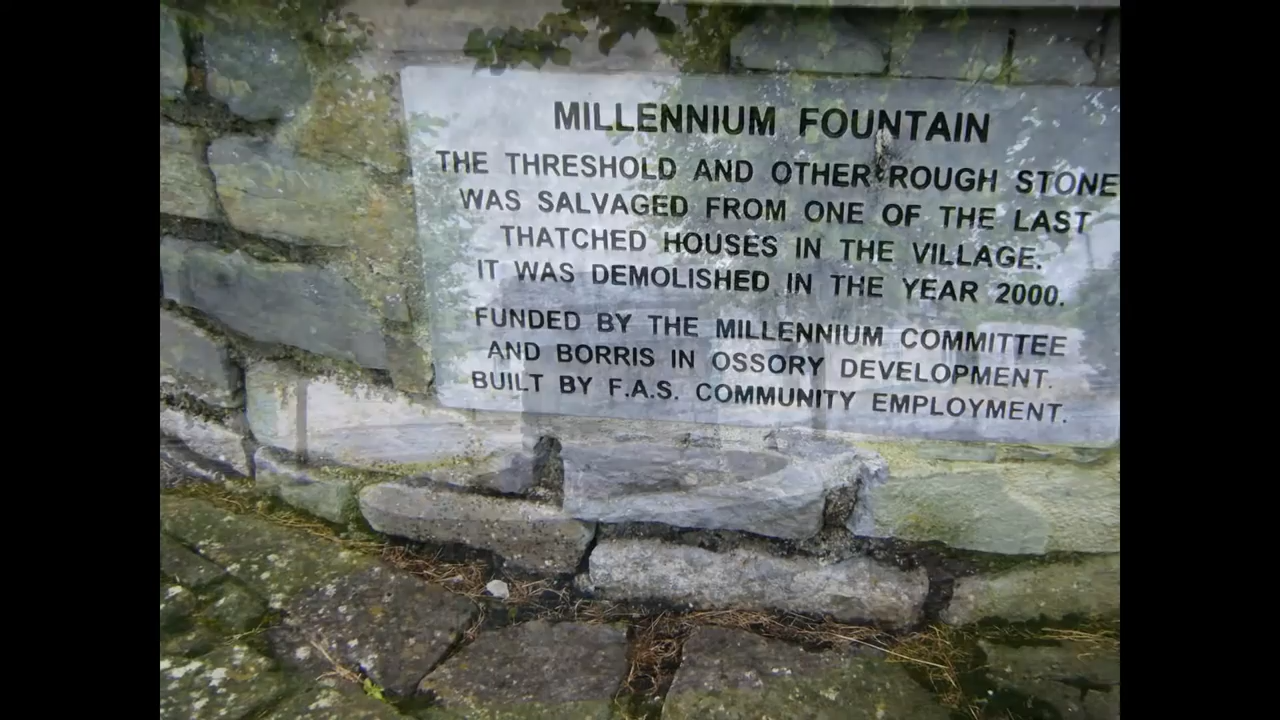 MILLENNIUM FOUNTAIN
THE THRESHOLD AND OTHER ROUGH STONE
WAS SALVAGED FROM ONE OF THE LAST
THATCHED HOUSES IN THE VILLAGE.
IT WAS DEMOLISHED IN THE YEAR 2000.
FUNDED BY THE MILLENNIUM COMMITTEE
AND BORRIS IN OSSORY DEVELOPMENT.
BUILT BY F.A.S. COMMUNITY EMPLOYMENT.